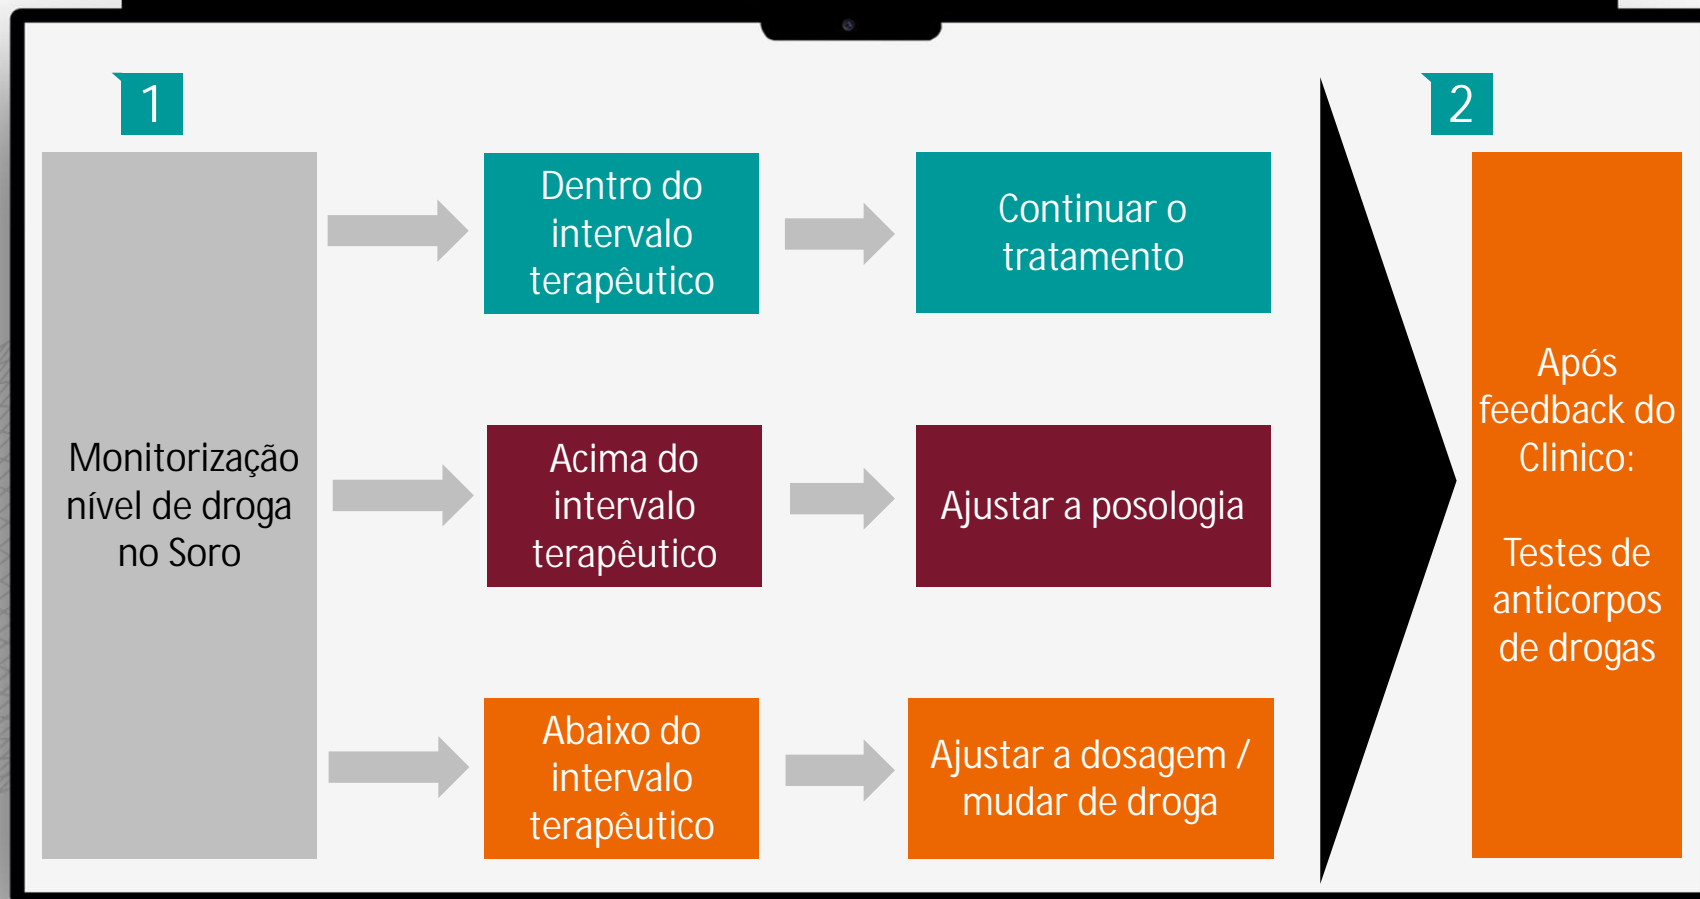 1
Monitorização
nível de droga
no Soro
Dentro do
intervalo
terapêutico
Continuar o
tratamento
Acima do
intervalo
terapêutico
Ajustar a posologia
Abaixo do
intervalo
terapêutico
Ajustar a dosagem /
mudar de droga
2
Após
feedback do
Clinico:
Testes de
anticorpos
de drogas